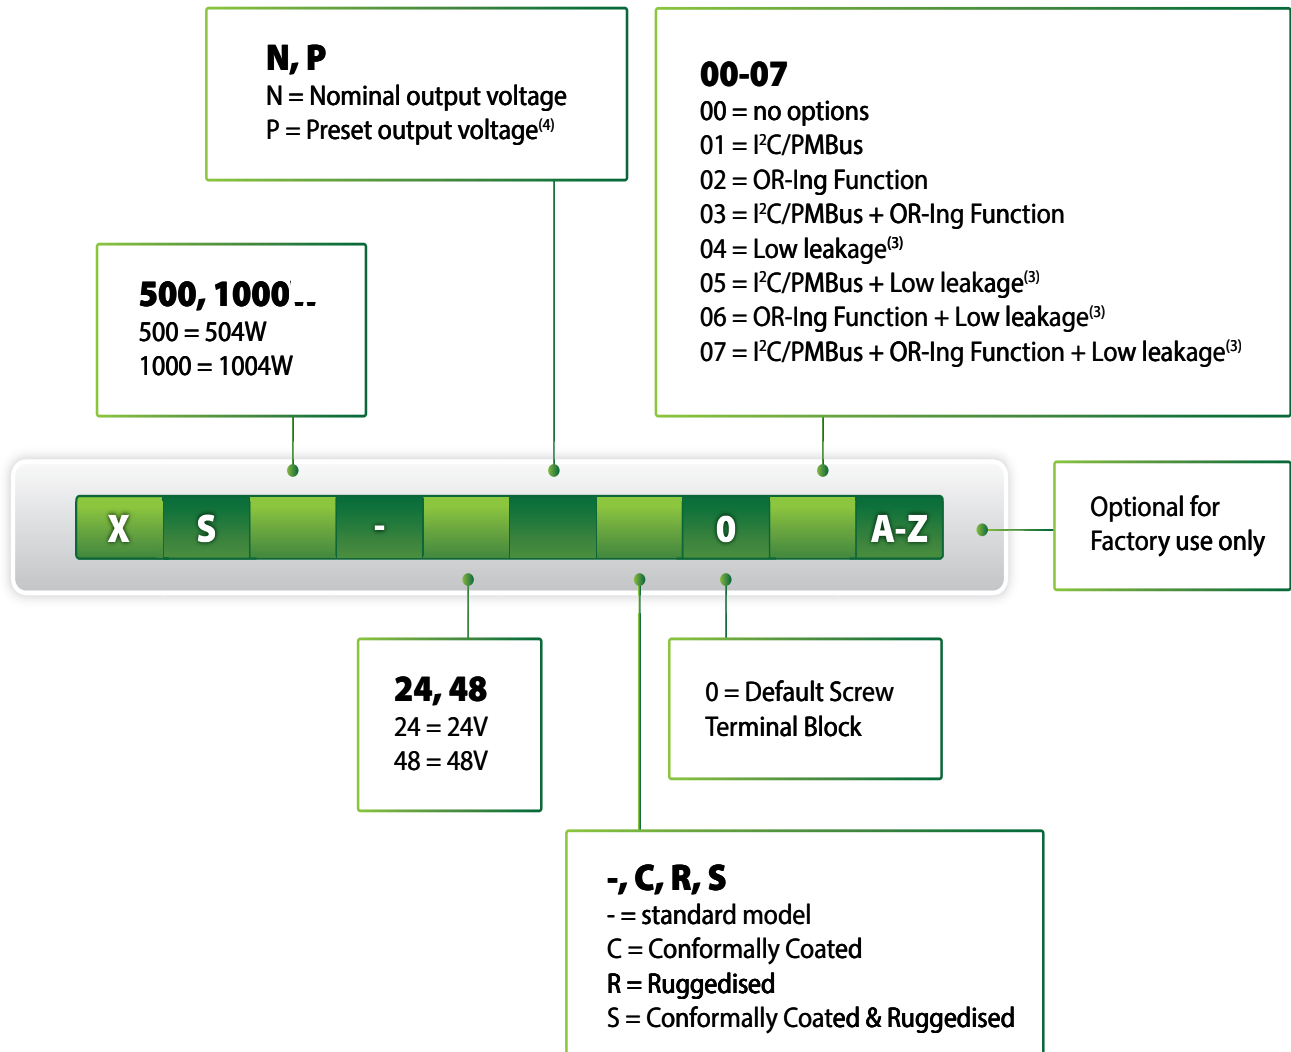 N, P
N = Nominal output voltage
P = Preset output voltage(4)
00-07
00 = no options
01 = I²C/PMBus
02 = OR-Ing Function
03 = I²C/PMBus + OR-Ing Function
04 = Low leakage(3)
05 = I²C/PMBus + Low leakage(3)
06 = OR-Ing Function + Low leakage(3)
07 = I²C/PMBus + OR-Ing Function + Low leakage(3)
500, 1000
500 = 504W
1000 = 1004W
X S - 0 A-Z
Optional for
Factory use only
24, 48
24 = 24V
48 = 48V
0 = Default Screw
Terminal Block
-, C, R, S
- = standard model
C = Conformally Coated
R = Ruggedised
S = Conformally Coated & Ruggedised